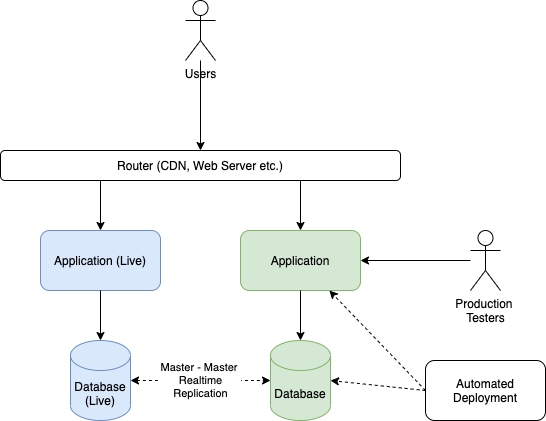 Users
Router (CDN, Web Server etc.)
Application (Live)
Application
Production
Testers
Database
(Live)
Master - Master
Realtime
Replication
Database
Automated
Deployment